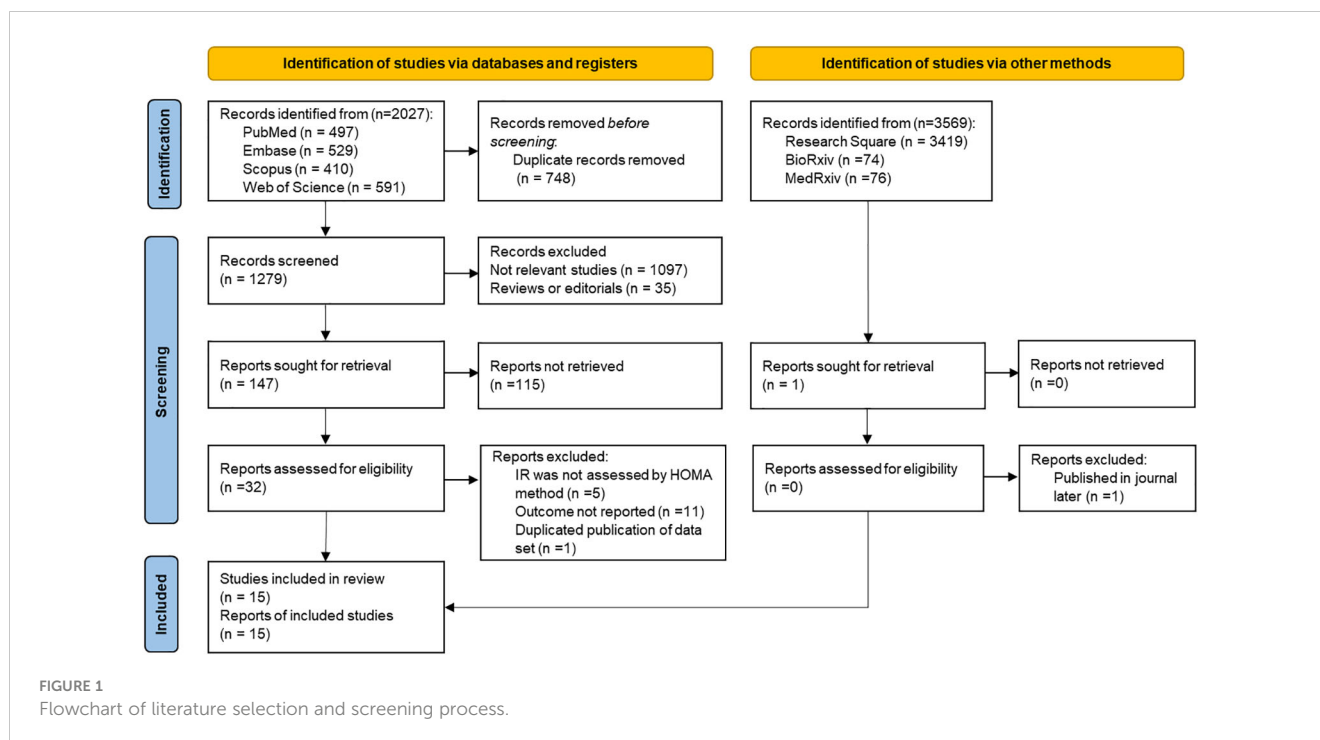 Identification of studies via databases and registers
Identification of studies via other methods
Identification
Records identified from (n=2027):
PubMed (n = 497)
Embase (n = 529)
Scopus (n = 410)
Web of Science (n = 591)
Records removed before
screening:
Duplicate records removed
(n = 748)
Records identified from (n=3569):
Research Square (n = 3419)
BioRxiv (n =74)
MedRxiv (n =76)
Screening
Records screened
(n = 1279)
Records excluded
Not relevant studies (n = 1097)
Reviews or editorials (n = 35)
Reports sought for retrieval
(n = 147)
Reports not retrieved
(n =115)
Reports sought for retrieval
(n = 1)
Reports not retrieved
(n =0)
Reports assessed for eligibility
(n =32)
Reports excluded:
IR was not assessed by HOMA
method (n =5)
Outcome not reported (n =11)
Duplicated publication of data
set (n =1)
Reports assessed for eligibility
(n =0)
Reports excluded:
Published in journal
later (n =1)
Included
Studies included in review
(n = 15)
Reports of included studies
(n = 15)
FIGURE 1
Flowchart of literature selection and screening process.